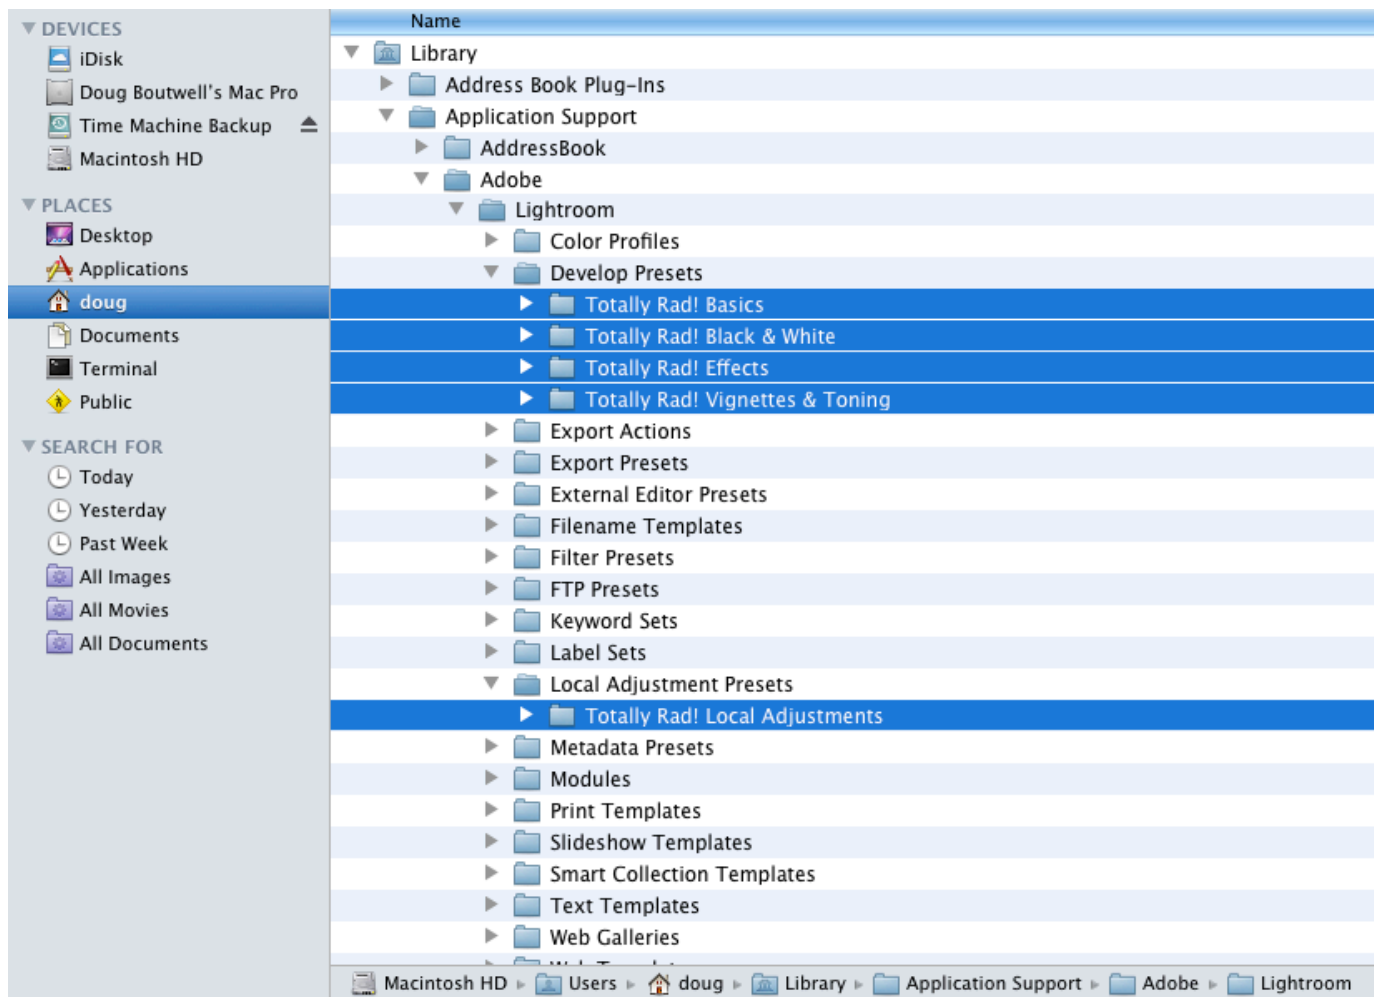 DEVICES
iDisk
Doug Boutwell's Mac Pro
Time Machine Backup
Macintosh HD
PLACES
Desktop
Applications
doug
Documents
Terminal
Public
SEARCH FOR
Today
Yesterday
Past Week
All Images
All Movies
All Documents
Name
Library
Address Book Plug-Ins
Application Support
AddressBook
Adobe
Lightroom
Color Profiles
Develop Presets
Totally Rad! Basics
Totally Rad! Black & White
Totally Rad! Effects
Totally Rad! Vignettes & Toning
Export Actions
Export Presets
External Editor Presets
Filename Templates
Filter Presets
FTP Presets
Keyword Sets
Label Sets
Local Adjustment Presets
Totally Rad! Local Adjustments
Metadata Presets
Modules
Print Templates
Slideshow Templates
Smart Collection Templates
Text Templates
Web Galleries
Macintosh HD Users doug Library Application Support Adobe Lightroom